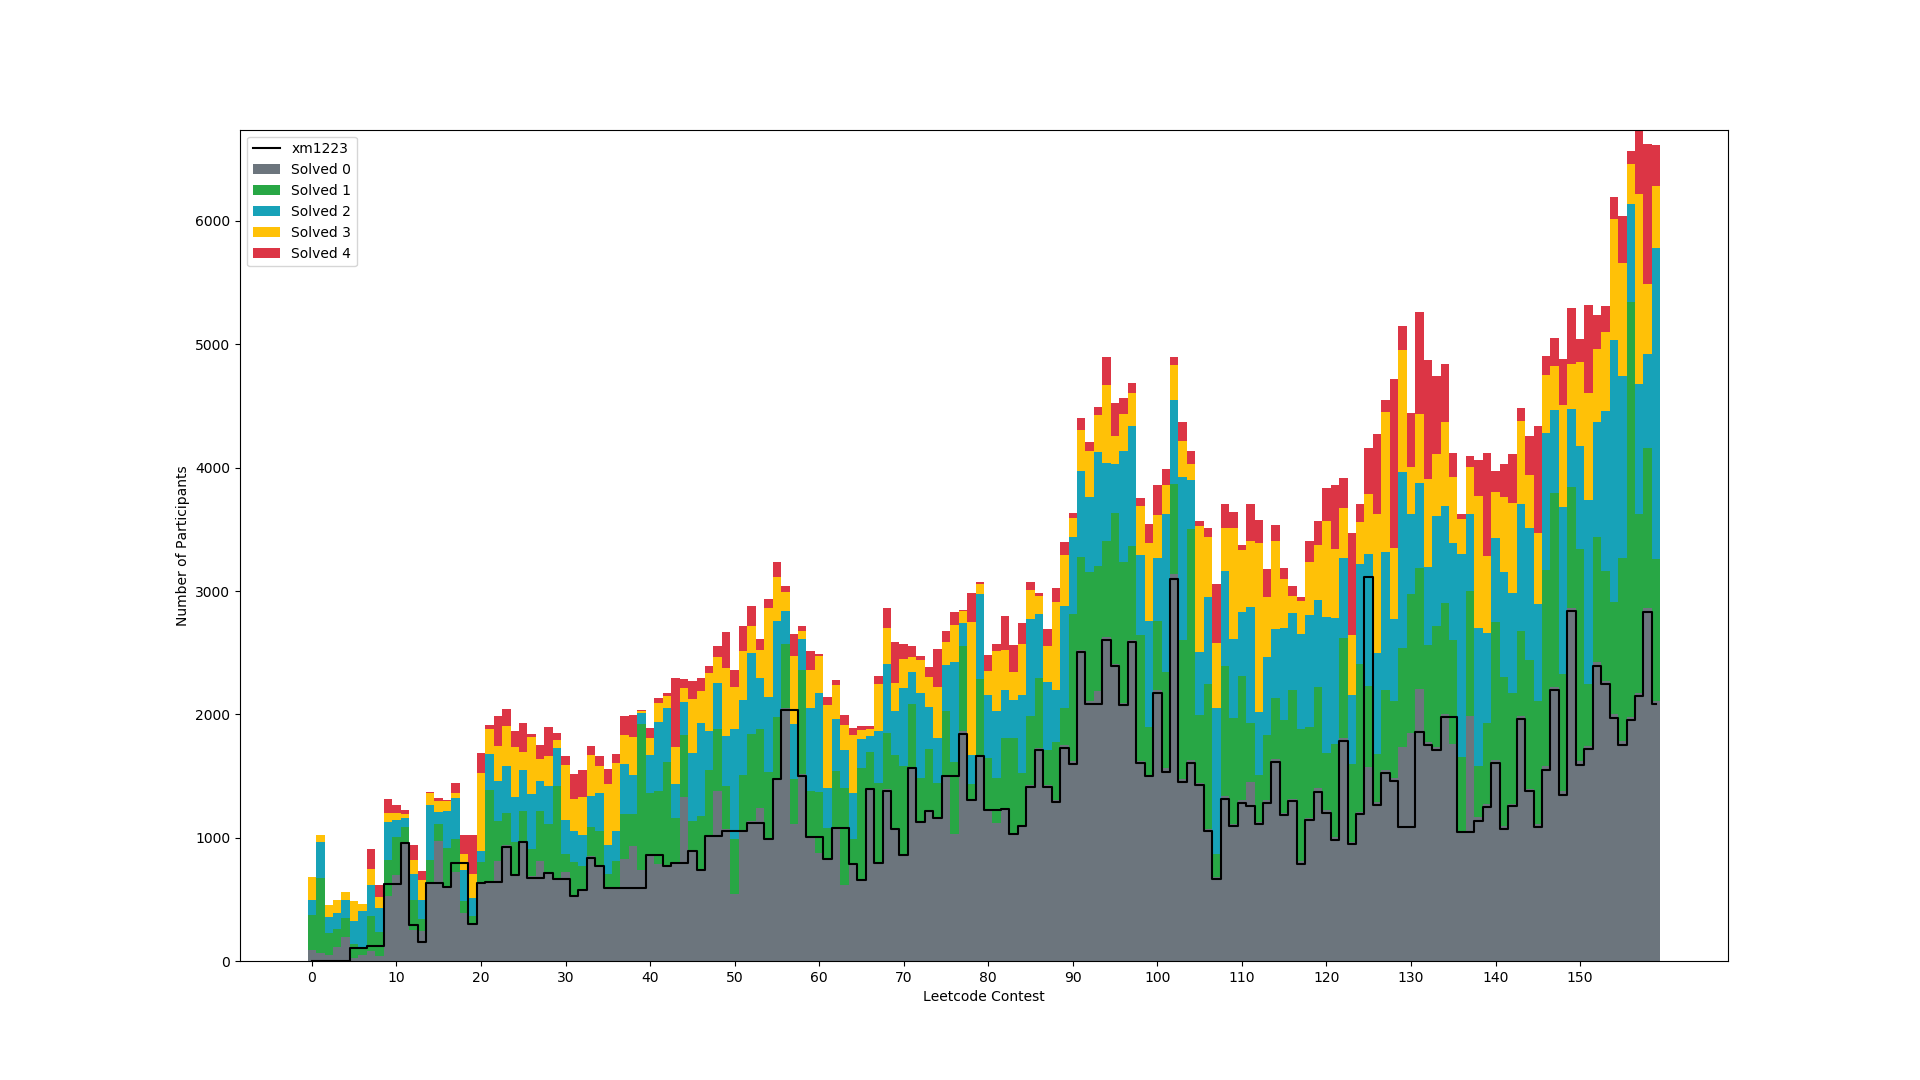 xm1223
Solved 0
Solved 1
Solved 2
Solved 3
Solved 4
Number of Participants
6000
5000
4000
3000
2000
1000
0
0 10 20 30 40 50 60 70 80 90 100 110 120 130 140 150
Leetcode Contest